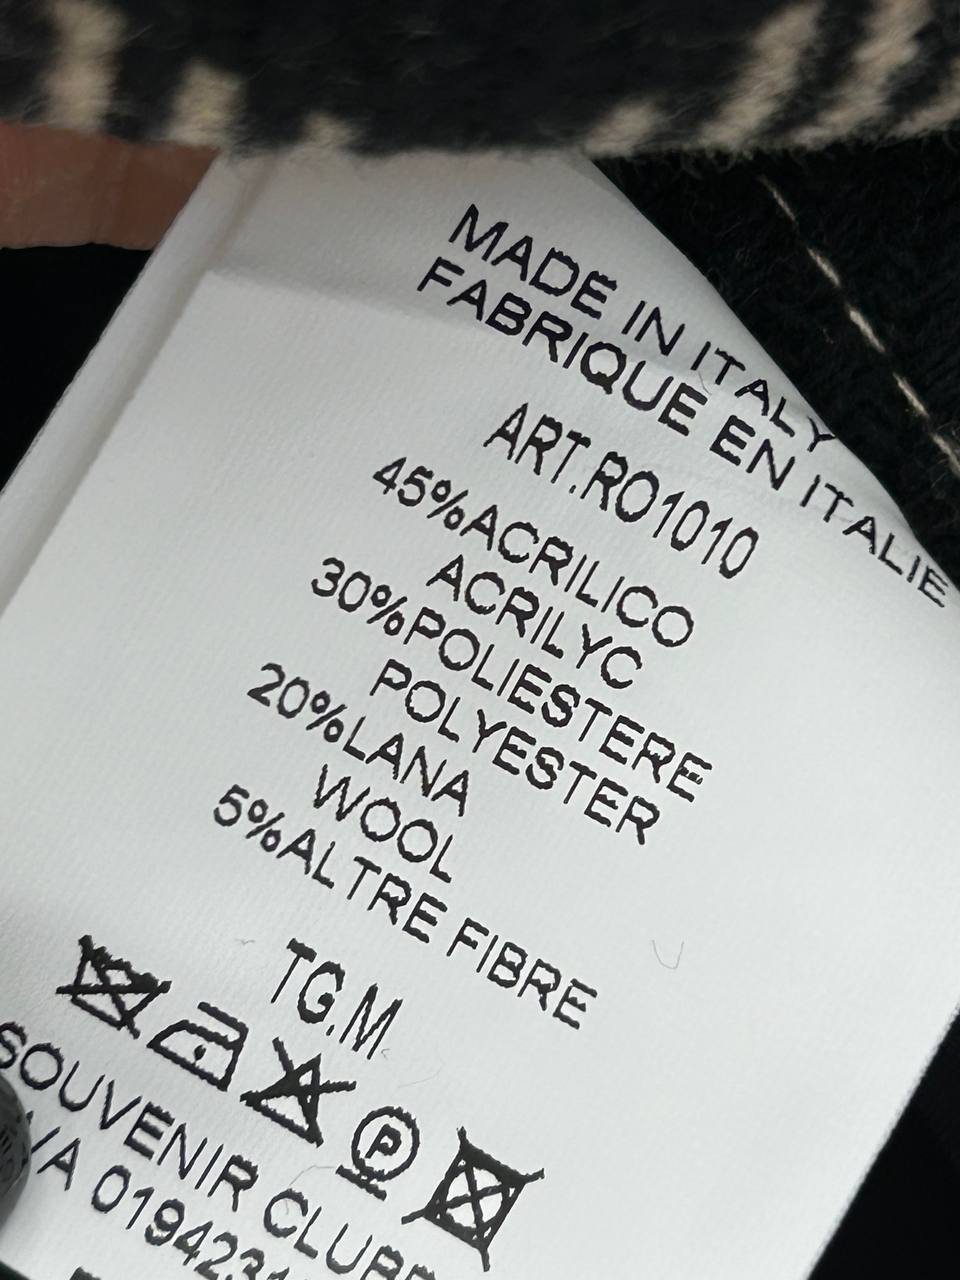 MADE IN ITALY
FABRIQUE EN ITALIE
ART.RO1010
45%ACRILICO
ACRILYC
30%POLIESTERE
POLYESTER
20%LANA
WOOL
5%ALTRE FIBRE
TG.M
P
SOUVENIR